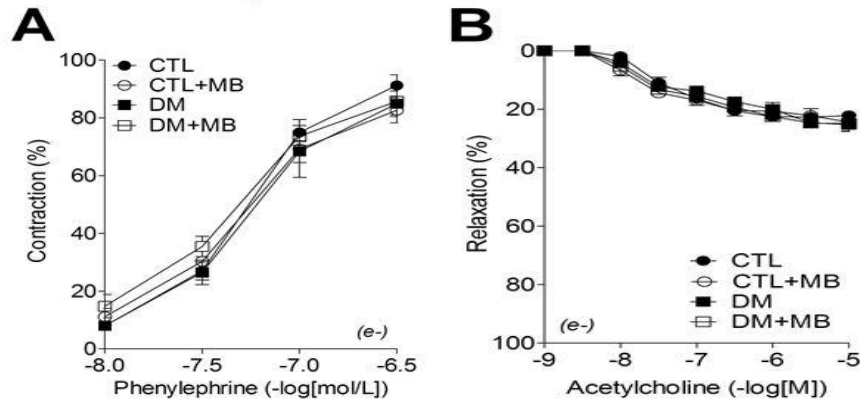 A
100
80
60
40
20
0
Contraction (%)
CTL
CTL+MB
DM
DM+MB
(e-)
-8.0 -7.5 -7.0 -6.5
Phenylephrine (-log[mol/L])
B
0
20
40
60
80
100
Relaxation (%)
CTL
CTL+MB
DM
DM+MB
(e-)
-9 -8 -7 -6 -5
Acetylcholine (-log[M])